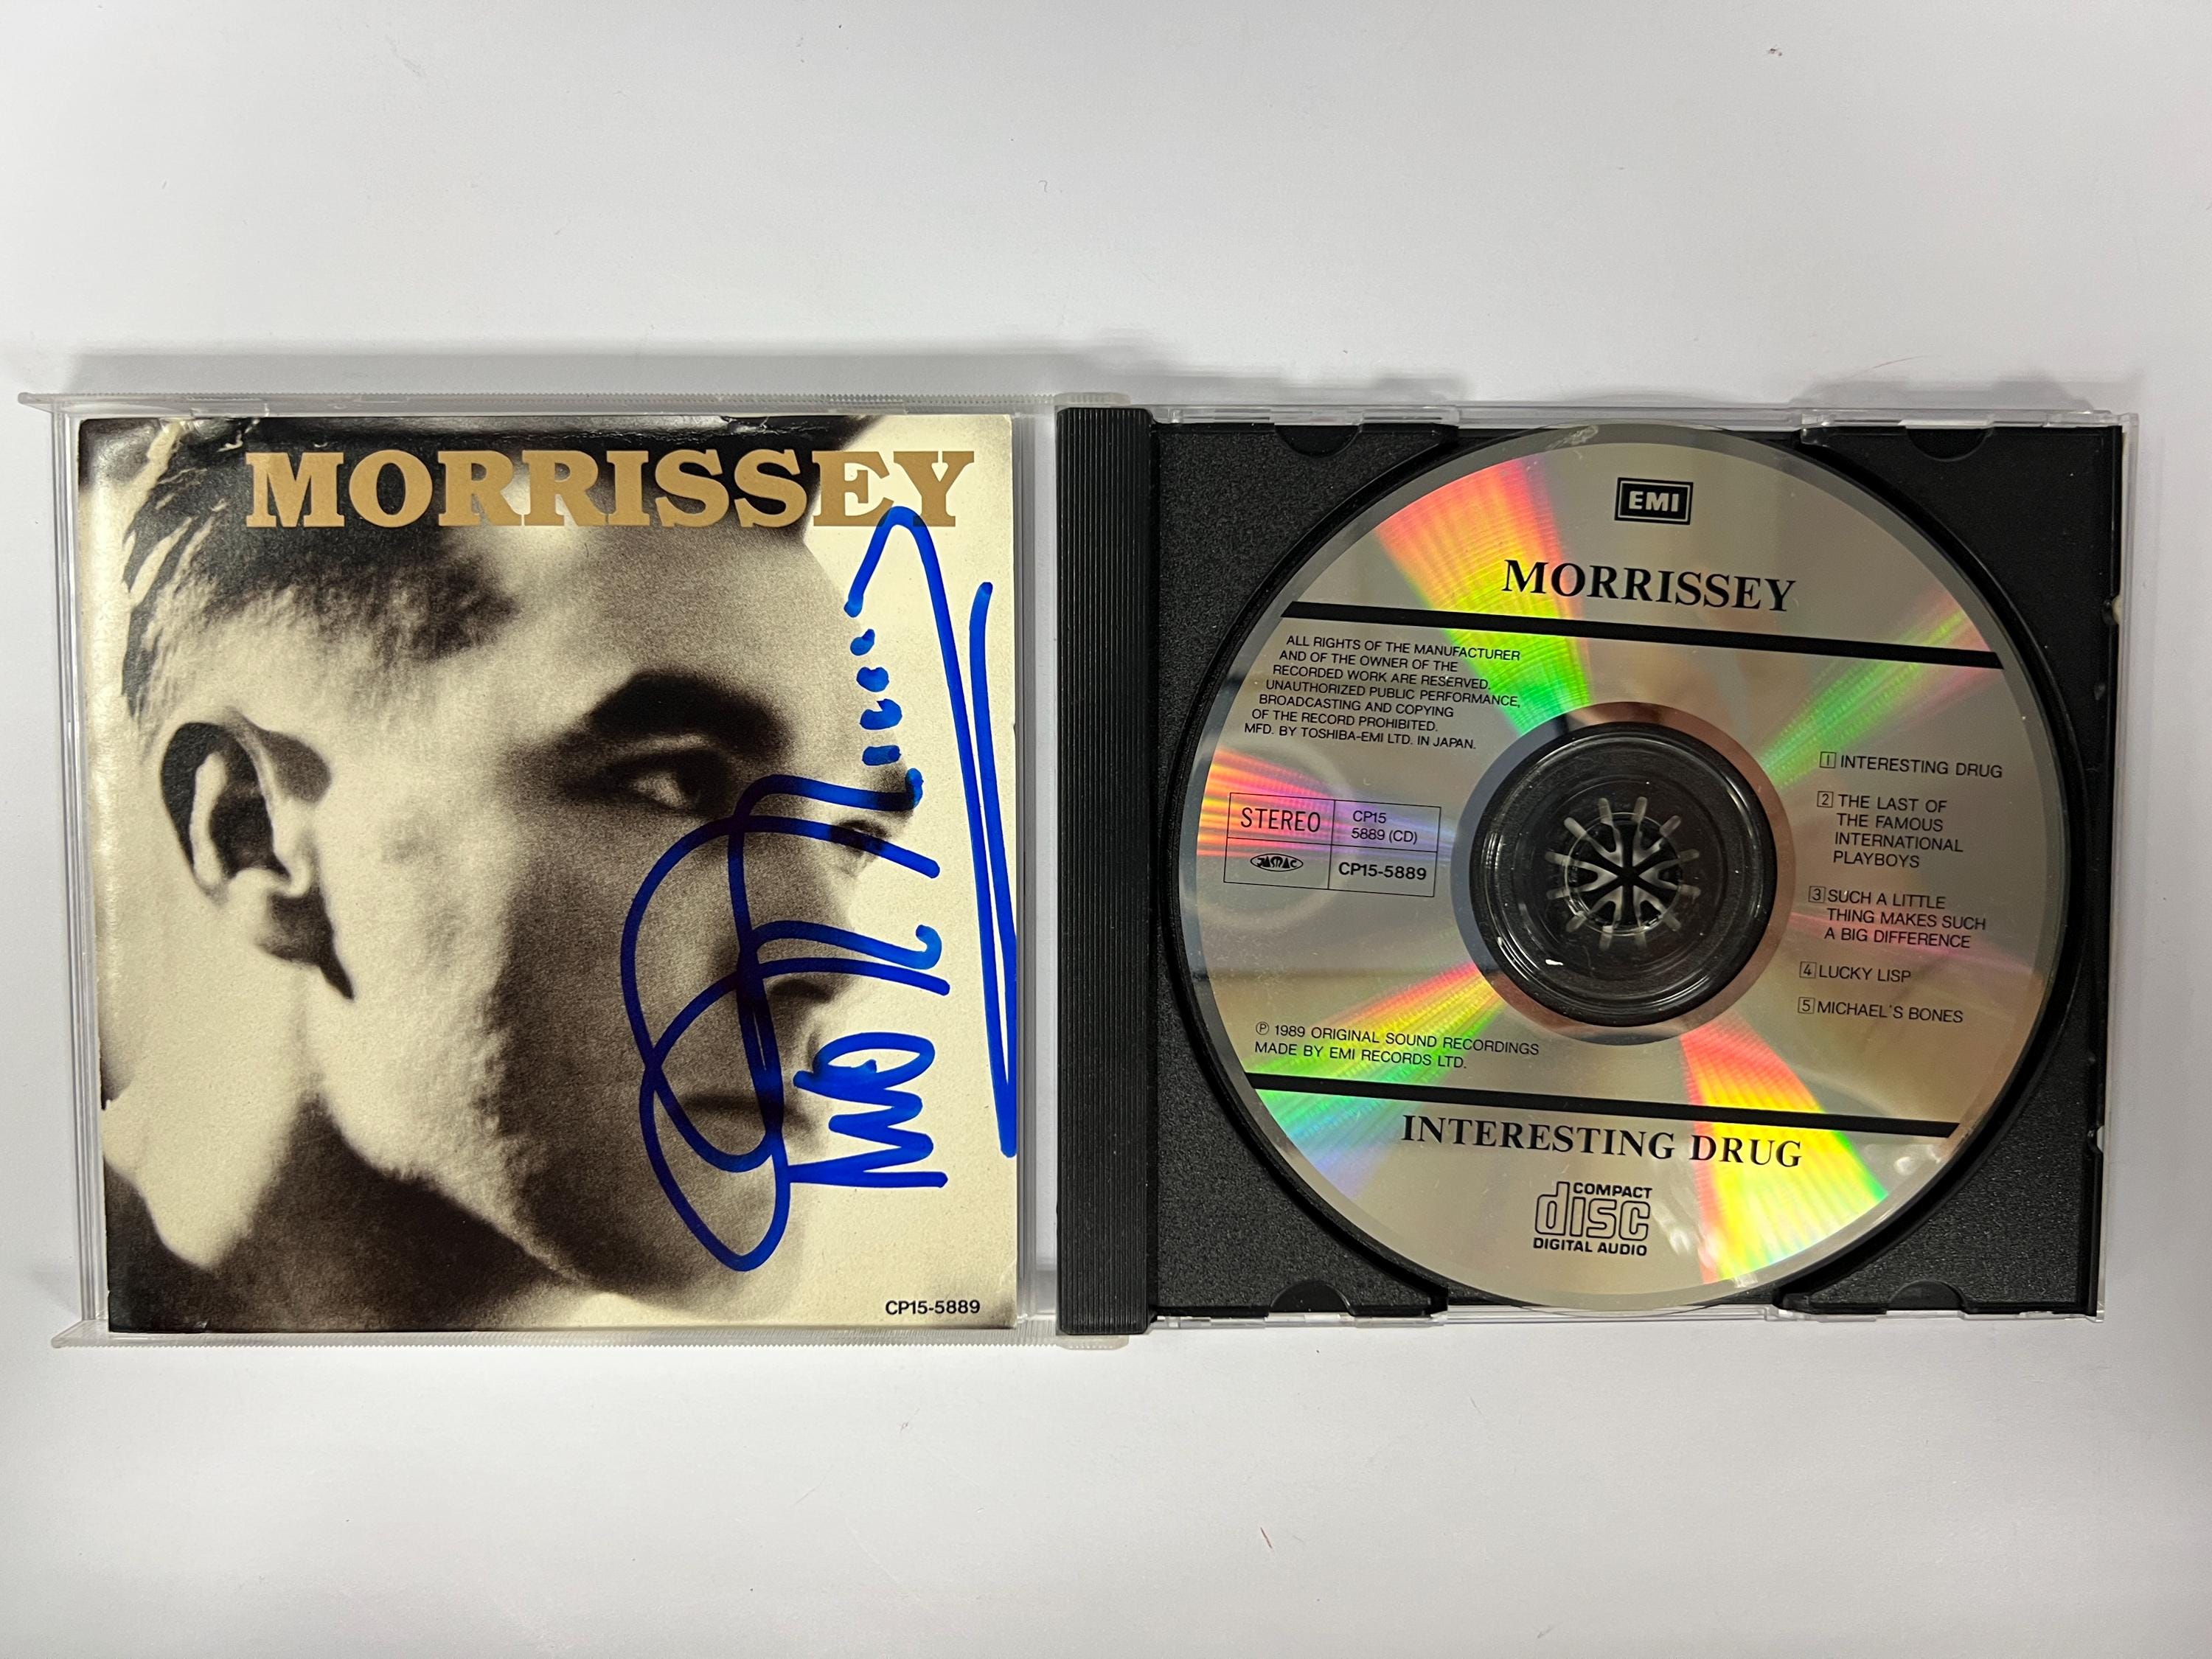 MORRISSEY
CP15-5889
EMI
MORRISSEY
ALL RIGHTS OF THE MANUFACTURER
AND OF THE OWNER OF THE
RECORDED WORK ARE RESERVED.
UNAUTHORIZED PUBLIC PERFORMANCE,
BROADCASTING AND COPYING
OF THE RECORD PROHIBITED.
MFD. BY TOSHIBA-EMI LTD. IN JAPAN.
STEREO
CP15
5889 (CD)
JASRAC
CP15-5889
1 INTERESTING DRUG
2 THE LAST OF
THE FAMOUS
INTERNATIONAL
PLAYBOYS
3 SUCH A LITTLE
THING MAKES SUCH
A BIG DIFFERENCE
4 LUCKY LISP
5 MICHAEL'S BONES
Ⓟ 1989 ORIGINAL SOUND RECORDINGS
MADE BY EMI RECORDS LTD.
INTERESTING DRUG
COMPACT
disc
DIGITAL AUDIO